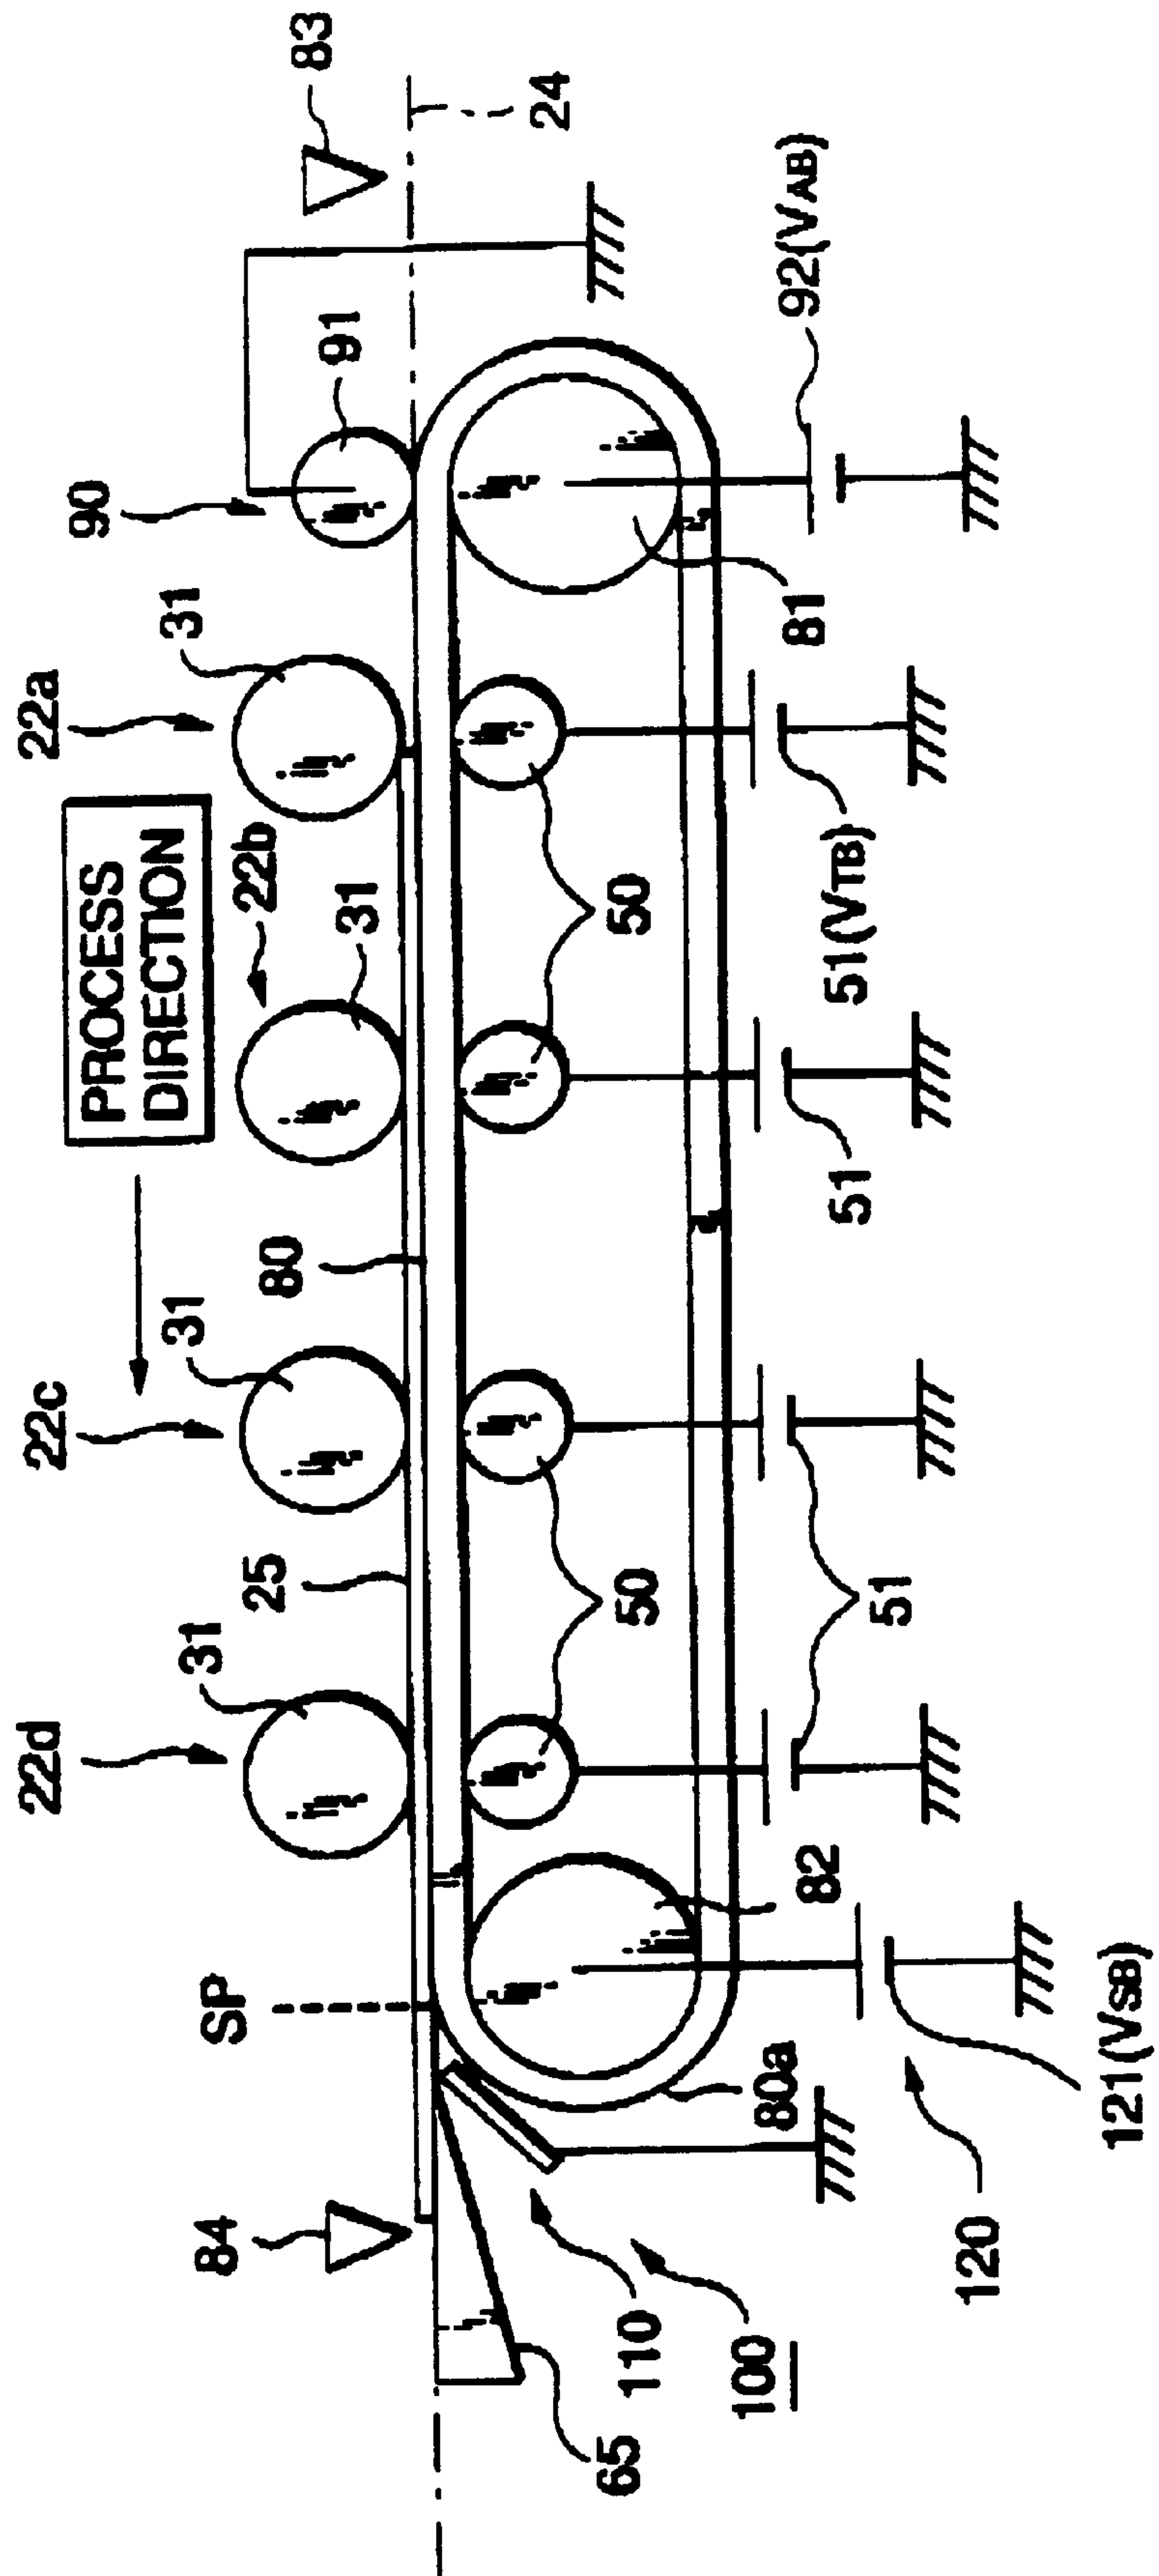 22d
22c
22a
PROCESS
DIRECTION
22b
90
83
31
31
31
31
91
84
SP
25
80
24
65
110
100
80a
82
50
50
81
92(VAB)
120
121(VSB)
51
51
51(VTB)